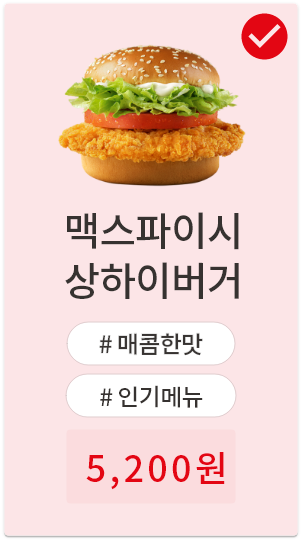 맥스파이시
상하이버거
# 매콤한맛
# 인기메뉴
5,200원